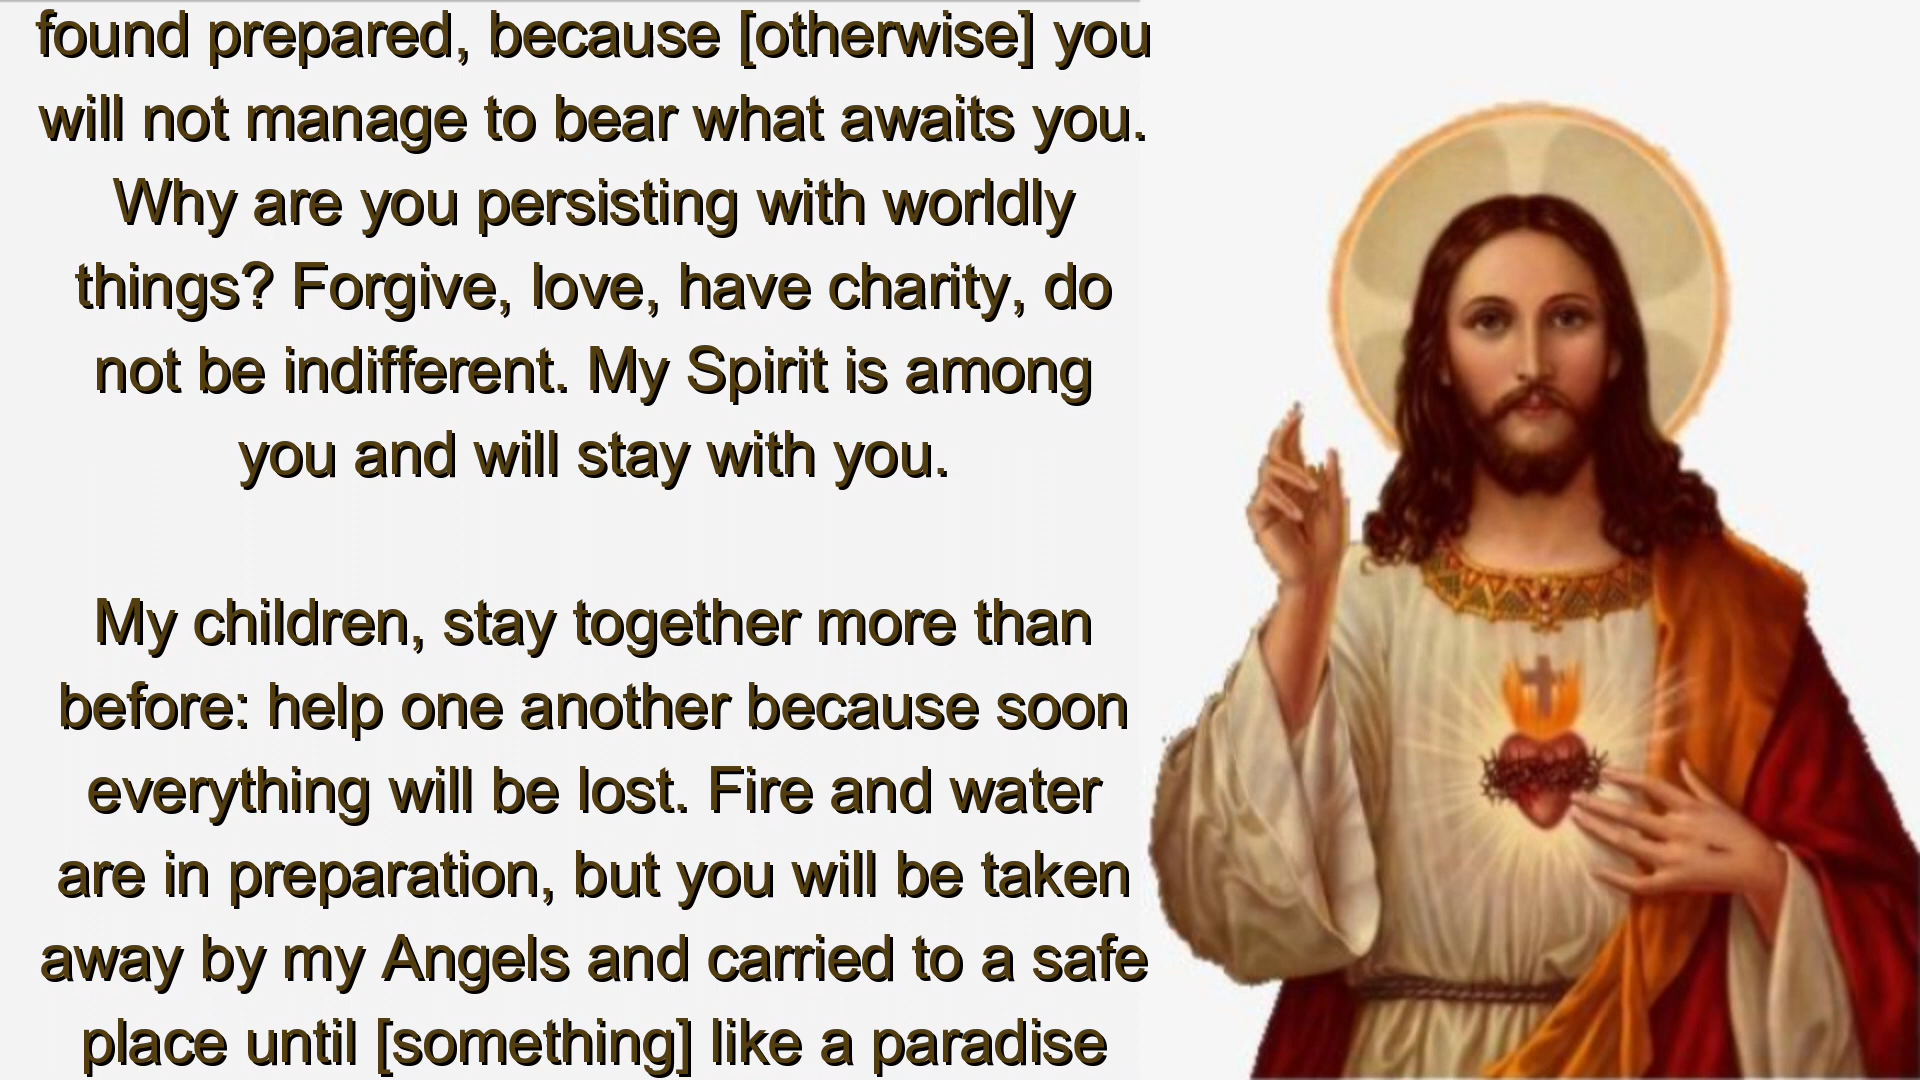 found prepared, because [otherwise] you
will not manage to bear what awaits you.
Why are you persisting with worldly
things? Forgive, love, have charity, do
not be indifferent. My Spirit is among
you and will stay with you.
My children, stay together more than
before: help one another because soon
everything will be lost. Fire and water
are in preparation, but you will be taken
away by my Angels and carried to a safe
place until [something] like a paradise